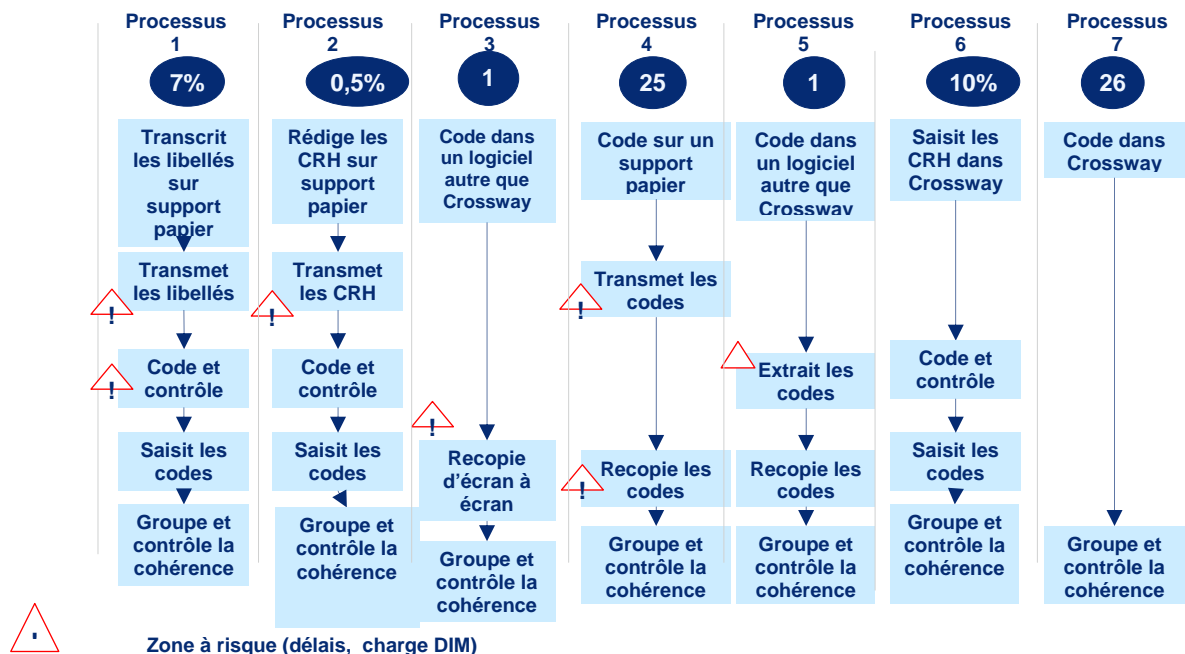 Processus
1
7%
Transcrit
les libellés
sur
support
papier
Transmet
les libellés
!
Code et
contrôle
!
Saisit les
codes
Groupe et
contrôle la
cohérence
Processus
2
0,5%
Rédige les
CRH sur
support
papier
Transmet
les CRH
!
Code et
contrôle
Saisit les
codes
Groupe et
contrôle la
cohérence
Processus
3
1
Code dans
un logiciel
autre que
Crossway
!
Recopie
d'écran à
écran
Groupe et
contrôle la
cohérence
Processus
4
25
Code sur un
support
papier
Transmet les
codes
!
Recopie les
codes
!
Groupe et
contrôle la
cohérence
Processus
5
1
Code dans
un logiciel
autre que
Crossway
Extrait les
codes
Recopie les
codes
Groupe et
contrôle la
cohérence
Processus
6
10%
Saisit les
CRH dans
Crossway
Code et
contrôle
Saisit les
codes
Groupe et
contrôle la
cohérence
Processus
7
26
Code dans
Crossway
Groupe et
contrôle la
cohérence
Zone à risque (délais, charge DIM)